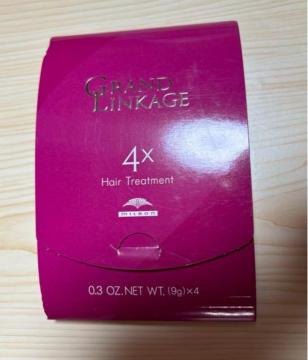 GRAND
LINKAGE
4x
Hair Treatment
milbon
0.3 OZ.NET WT. (9g)×4